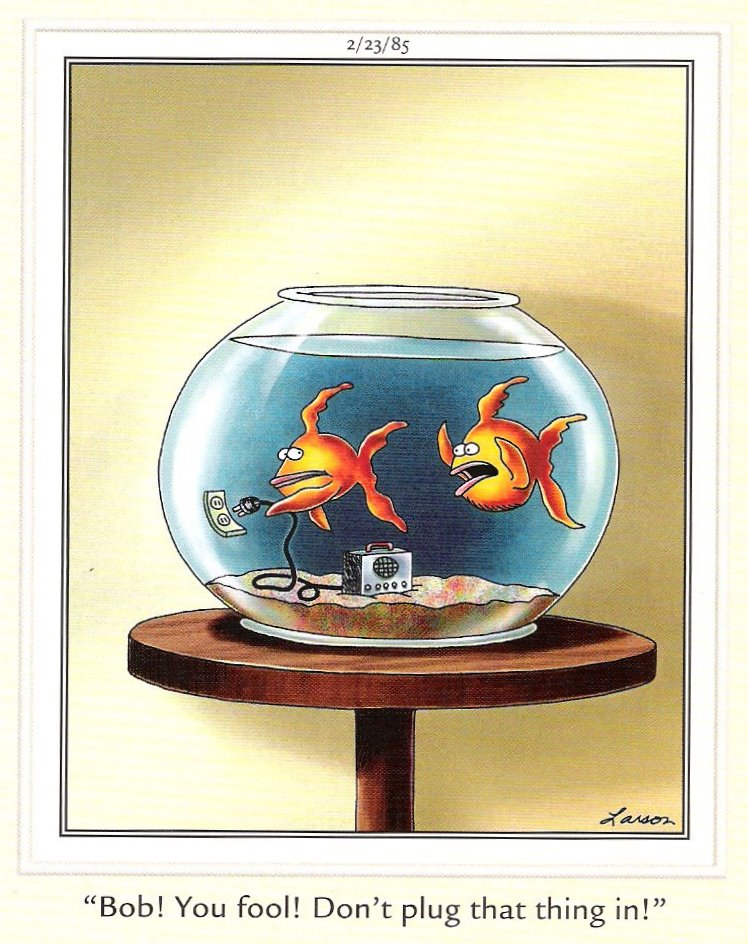 2/23/85
Larson
“Bob! You fool! Don’t plug that thing in!”